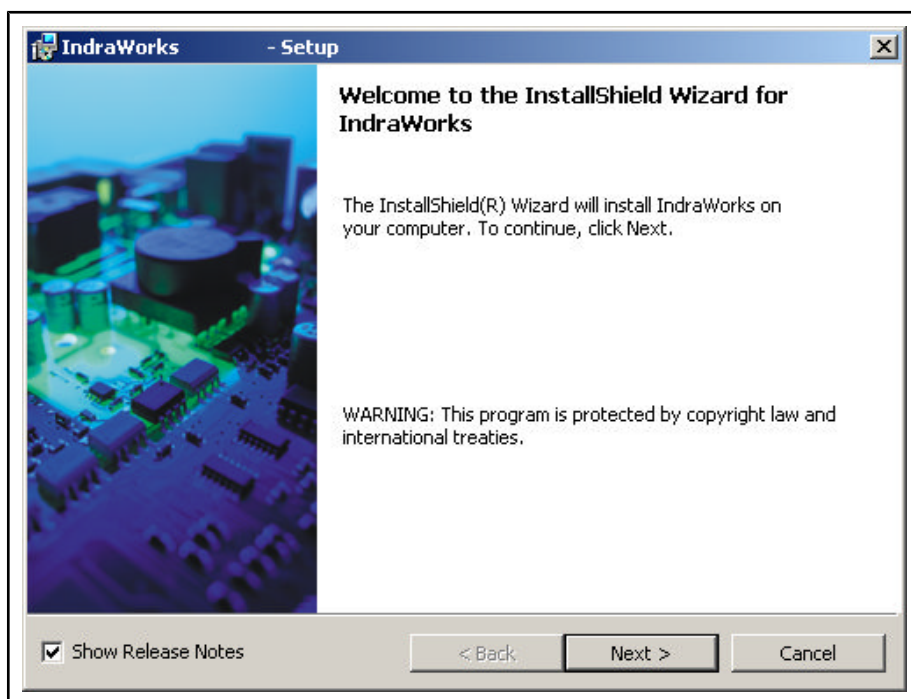 IndraWorks - Setup
Welcome to the InstallShield Wizard for
IndraWorks
The InstallShield(R) Wizard will install IndraWorks on
your computer. To continue, click Next.
WARNING: This program is protected by copyright law and
international treaties.
Show Release Notes
< Back
Next >
Cancel